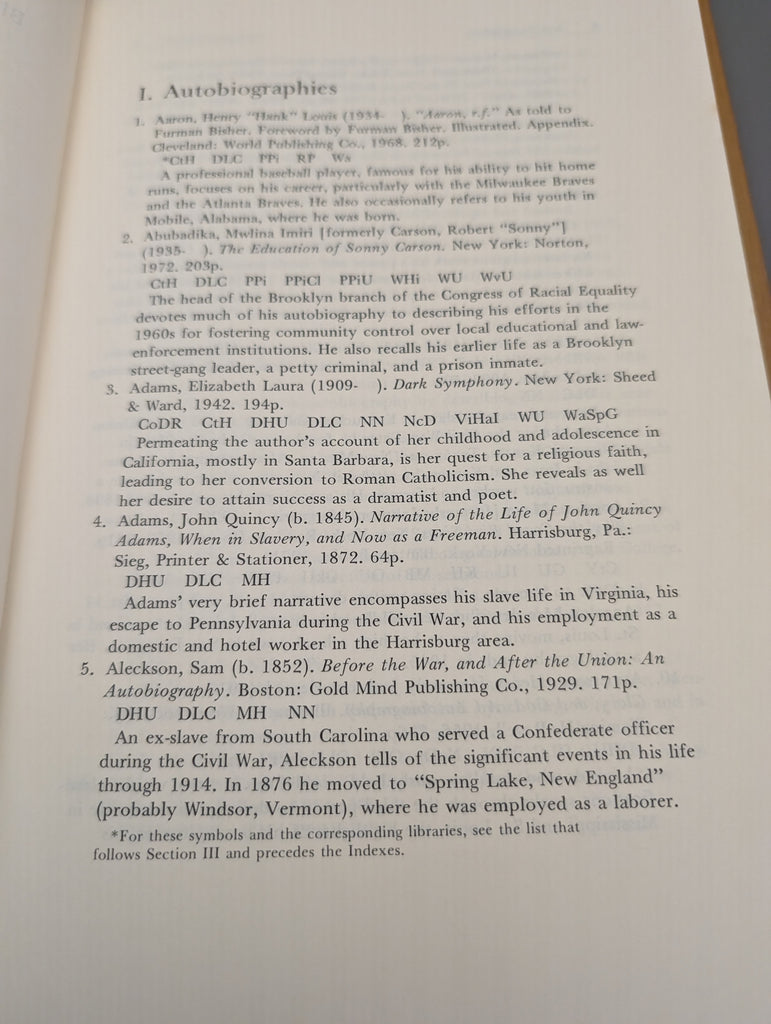 I. Autobiographies
1. Aaron, Henry "Hank" Louis (1934- ). "Aaron, r.f." As told to
Furman Bisher. Foreword by Furman Bisher. Illustrated. Appendix.
Cleveland: World Publishing Co., 1968. 212p.
*CtH DLC PPi RP Wa
A professional baseball player, famous for his ability to hit home
runs, focuses on his career, particularly with the Milwaukee Braves
and the Atlanta Braves. He also occasionally refers to his youth in
Mobile, Alabama, where he was born.
2. Abubadika, Mwlina Imiri [formerly Carson, Robert "Sonny"]
(1935- ). The Education of Sonny Carson. New York: Norton,
1972. 203p.
CtH DLC PPi PPiCI PPiU WHi WU WvU
The head of the Brooklyn branch of the Congress of Racial Equality
devotes much of his autobiography to describing his efforts in the
1960s for fostering community control over local educational and law-
enforcement institutions. He also recalls his earlier life as a Brooklyn
street-gang leader, a petty criminal, and a prison inmate.
3. Adams, Elizabeth Laura (1909- ). Dark Symphony. New York: Sheed
& Ward, 1942. 194p.
CoDR CtH DHU DLC NN NcD ViHaI WU WaSpG
Permeating the author's account of her childhood and adolescence in
California, mostly in Santa Barbara, is her quest for a religious faith,
leading to her conversion to Roman Catholicism. She reveals as well
her desire to attain success as a dramatist and poet.
4. Adams, John Quincy (b. 1845). Narrative of the Life of John Quincy
Adams, When in Slavery, and Now as a Freeman. Harrisburg, Pa.:
Sieg, Printer & Stationer, 1872. 64p.
DHU DLC MH
Adams' very brief narrative encompasses his slave life in Virginia, his
escape to Pennsylvania during the Civil War, and his employment as a
domestic and hotel worker in the Harrisburg area.
5. Aleckson, Sam (b. 1852). Before the War, and After the Union: An
Autobiography. Boston: Gold Mind Publishing Co., 1929. 171p.
DHU DLC MH NN
An ex-slave from South Carolina who served a Confederate officer
during the Civil War, Aleckson tells of the significant events in his life
through 1914. In 1876 he moved to "Spring Lake, New England"
(probably Windsor, Vermont), where he was employed as a laborer.
*For these symbols and the corresponding libraries, see the list that
follows Section III and precedes the Indexes.